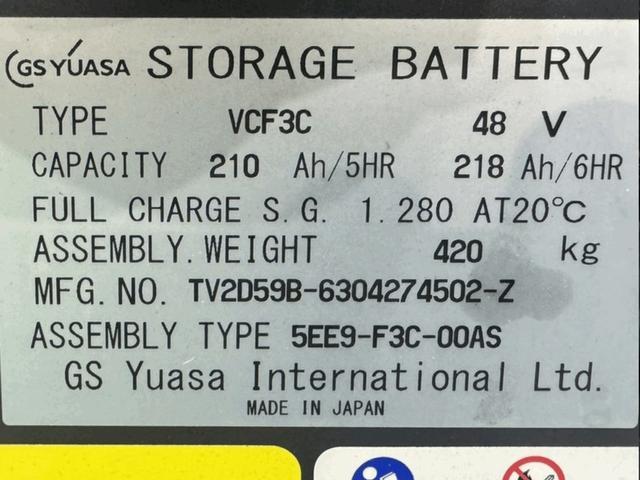 GS YUASA STORAGE BATTERY
TYPE VCF3C 48 V
CAPACITY 210 Ah/5HR 218 Ah/6HR
FULL CHARGE S.G. 1.280 AT20℃
ASSEMBLY.WEIGHT 420 kg
MFG.NO. TV2D59B-6304274502-Z
ASSEMBLY TYPE 5EE9-F3C-00AS
GS Yuasa International Ltd.
MADE IN JAPAN